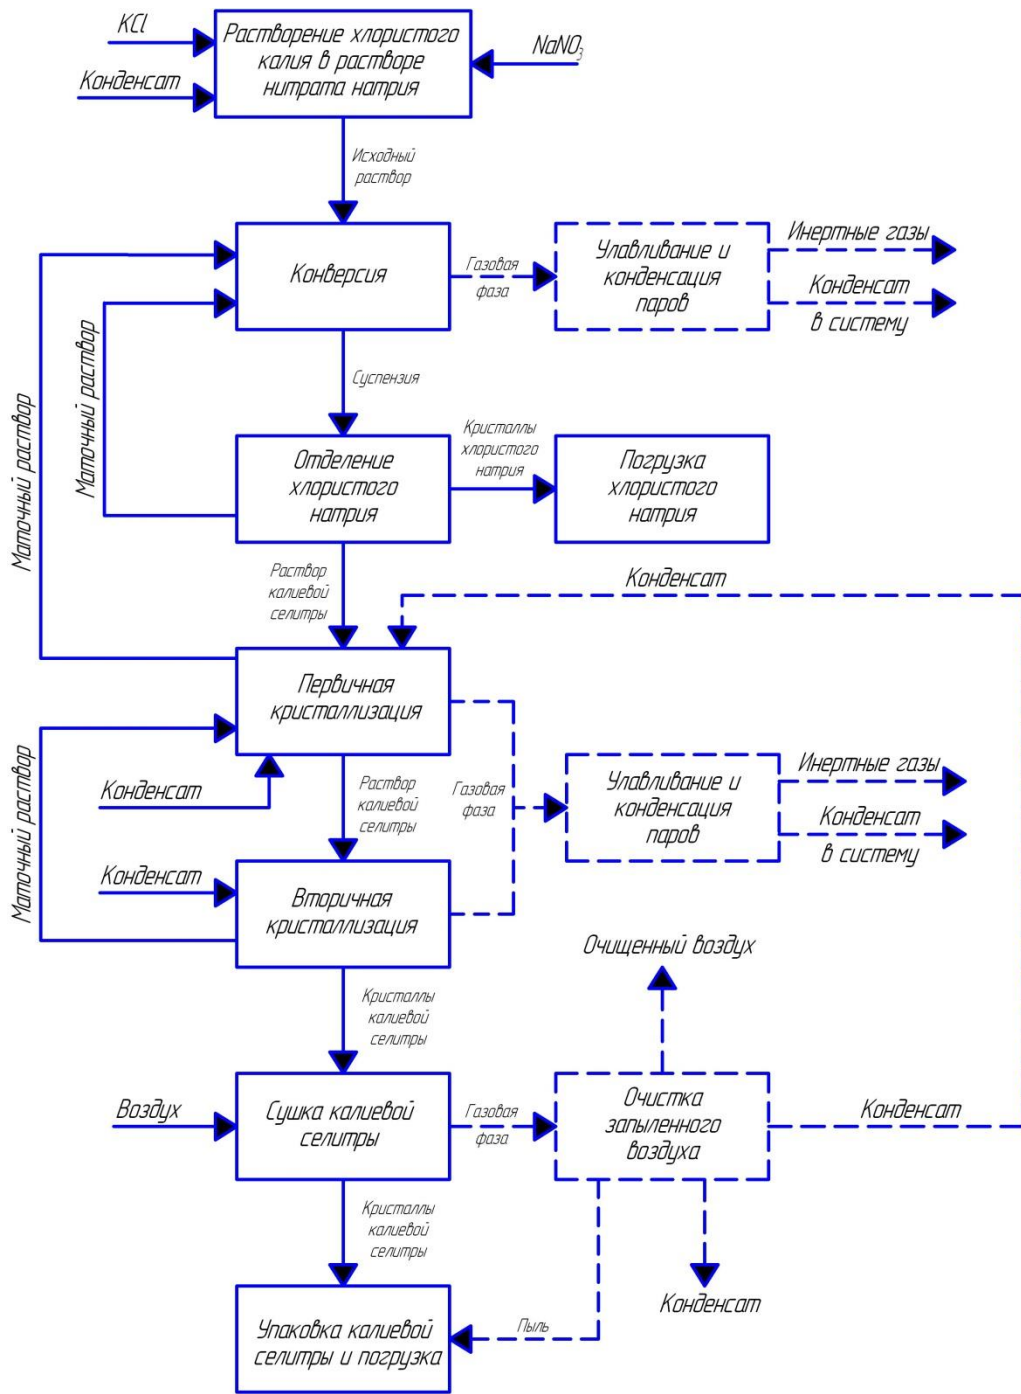 KCl
Конденсат
Растворение хлористого
калия в растворе
нитрата натрия
NaNO₃
Исходный
раствор
Конверсия
Газовая
фаза
Улавливание и
конденсация
паров
Инертные газы
Конденсат
в систему
Маточный раствор
Маточный раствор
Суспензия
Отделение
хлористого
натрия
Кристаллы
хлористого
натрия
Погрузка
хлористого
натрия
Раствор
калиевой
селитры
Конденсат
Первичная
кристаллизация
Маточный раствор
Конденсат
Раствор
калиевой
селитры
Газовая
фаза
Улавливание и
конденсация
паров
Инертные газы
Конденсат
в систему
Конденсат
Вторичная
кристаллизация
Очищенный воздух
Кристаллы
калиевой
селитры
Воздух
Сушка калиевой
селитры
Газовая
фаза
Очистка
запыленного
воздуха
Конденсат
Кристаллы
калиевой
селитры
Конденсат
Упаковка калиевой
селитры и погрузка
Пыль